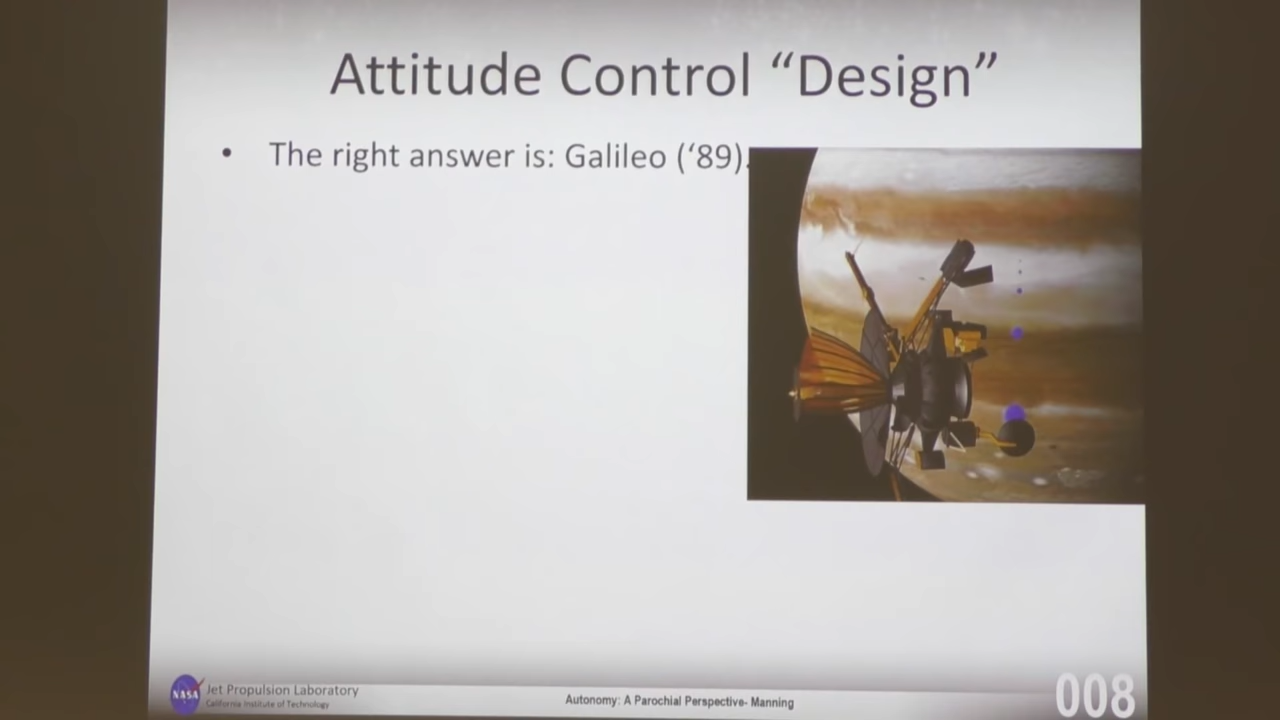 Attitude Control “Design”
• The right answer is: Galileo (‘89).
NASA
Jet Propulsion Laboratory
California Institute of Technology
Autonomy: A Parochial Perspective- Manning
008